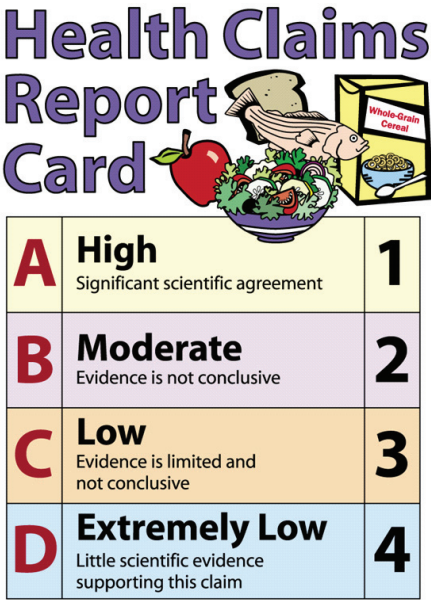 Health Claims
Report
Card
Whole-Grain
Cereal
A
High
Significant scientific agreement
1
B
Moderate
Evidence is not conclusive
2
C
Low
Evidence is limited and
not conclusive
3
D
Extremely Low
Little scientific evidence
supporting this claim
4